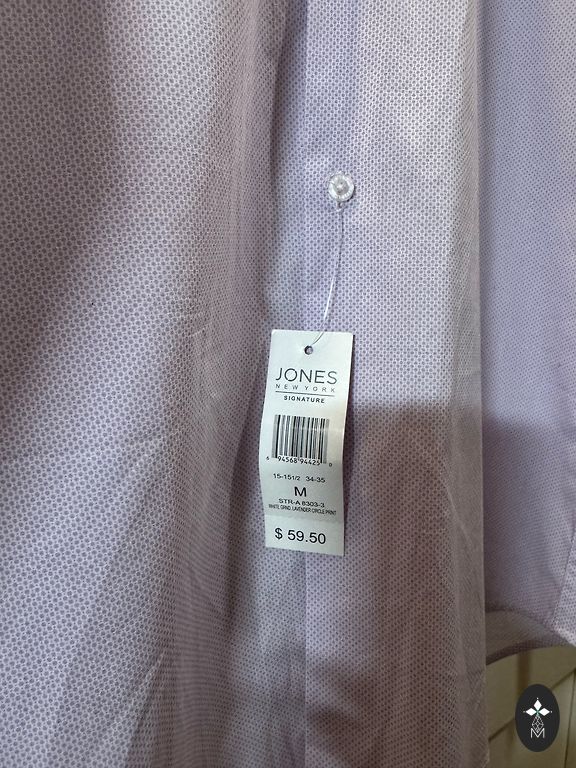 JONES
NEW YORK
SIGNATURE
6 94568 94425 0
15-15 1/2 34-35
M
STR-A 8303-3
WHITE GRND, LAVENDER CIRCLE PRINT
$ 59.50
M